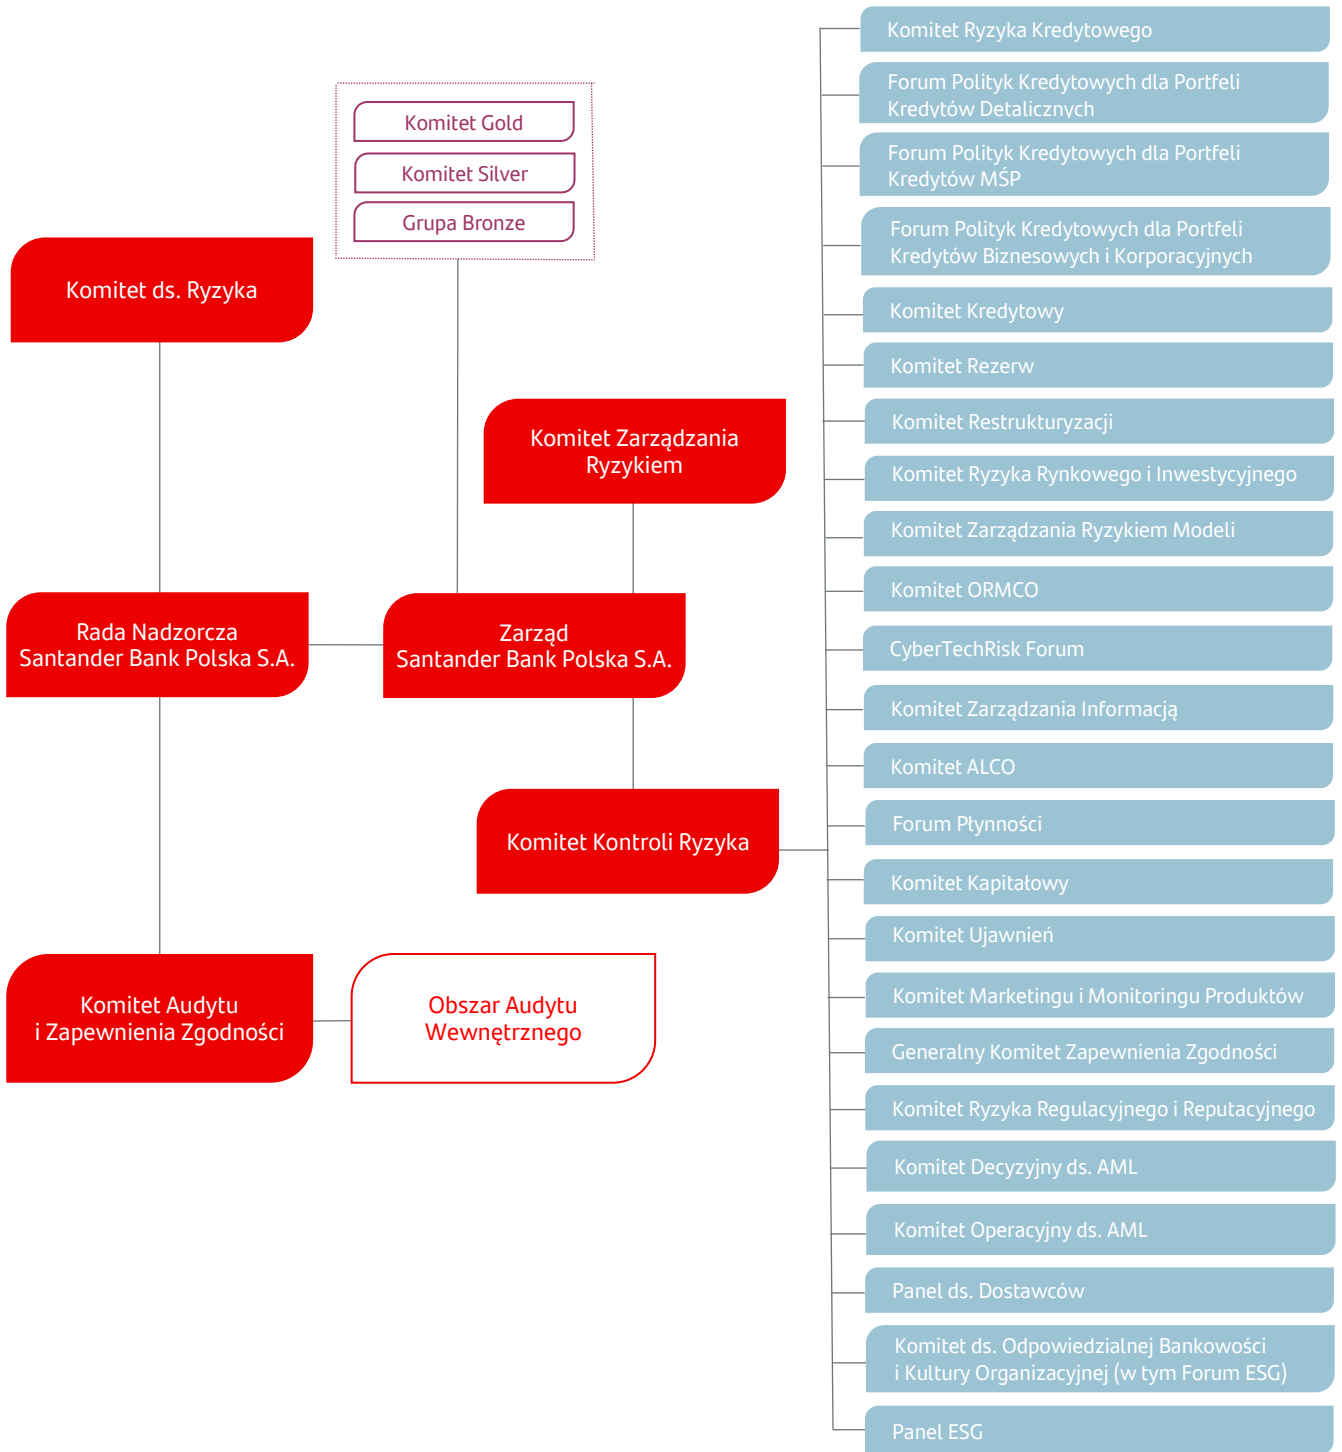 Komitet Gold
Komitet Silver
Grupa Bronze
Komitet ds. Ryzyka
Komitet Zarządzania
Ryzykiem
Rada Nadzorcza
Santander Bank Polska S.A.
Zarząd
Santander Bank Polska S.A.
Komitet Kontroli Ryzyka
Komitet Audytu
i Zapewnienia Zgodności
Obszar Audytu
Wewnętrznego
Komitet Ryzyka Kredytowego
Forum Polityk Kredytowych dla Portfeli
Kredytów Detalicznych
Forum Polityk Kredytowych dla Portfeli
Kredytów MŚP
Forum Polityk Kredytowych dla Portfeli
Kredytów Biznesowych i Korporacyjnych
Komitet Kredytowy
Komitet Rezerw
Komitet Restrukturyzacji
Komitet Ryzyka Rynkowego i Inwestycyjnego
Komitet Zarządzania Ryzykiem Modeli
Komitet ORMCO
CyberTechRisk Forum
Komitet Zarządzania Informacją
Komitet ALCO
Forum Płynności
Komitet Kapitałowy
Komitet Ujawnień
Komitet Marketingu i Monitoringu Produktów
Generalny Komitet Zapewnienia Zgodności
Komitet Ryzyka Regulacyjnego i Reputacyjnego
Komitet Decyzyjny ds. AML
Komitet Operacyjny ds. AML
Panel ds. Dostawców
Komitet ds. Odpowiedzialnej Bankowości
i Kultury Organizacyjnej (w tym Forum ESG)
Panel ESG